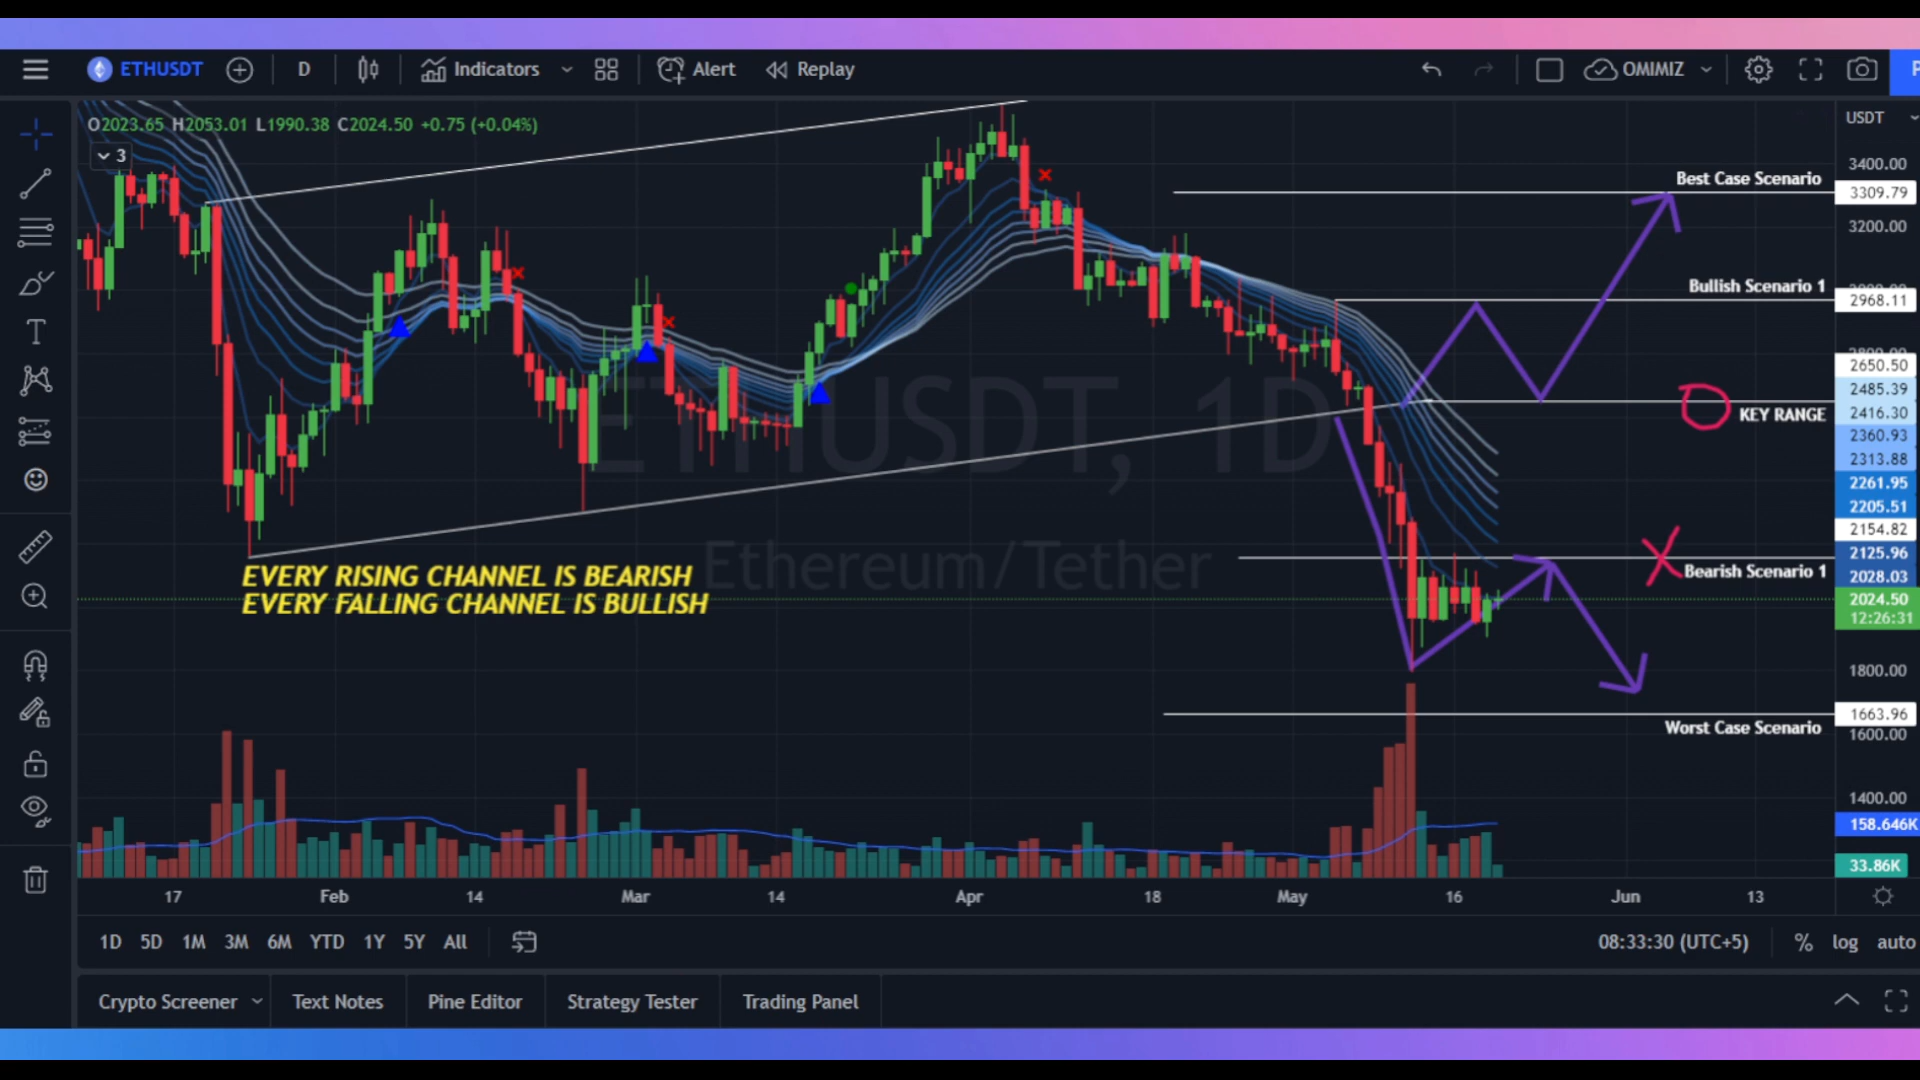 ETHUSDT D Indicators Alert Replay OMIMIZ
O2023.65 H2053.01 L1990.38 C2024.50 +0.75 (+0.04%)
3
USDT
3400.00
Best Case Scenario 3309.79
3200.00
Bullish Scenario 1 2968.11
2650.50
2485.39
KEY RANGE 2416.30
2360.93
2313.88
2261.95
2205.51
2154.82
2125.96
Bearish Scenario 1 2028.03
2024.50
12:26:31
ETHUSDT, 1D
Ethereum/Tether
EVERY RISING CHANNEL IS BEARISH
EVERY FALLING CHANNEL IS BULLISH
1800.00
1663.96
Worst Case Scenario 1600.00
1400.00
158.646K
33.86K
17 Feb 14 Mar 14 Apr 18 May 16 Jun 13
1D 5D 1M 3M 6M YTD 1Y 5Y All 08:33:30 (UTC+5) % log auto
Crypto Screener Text Notes Pine Editor Strategy Tester Trading Panel